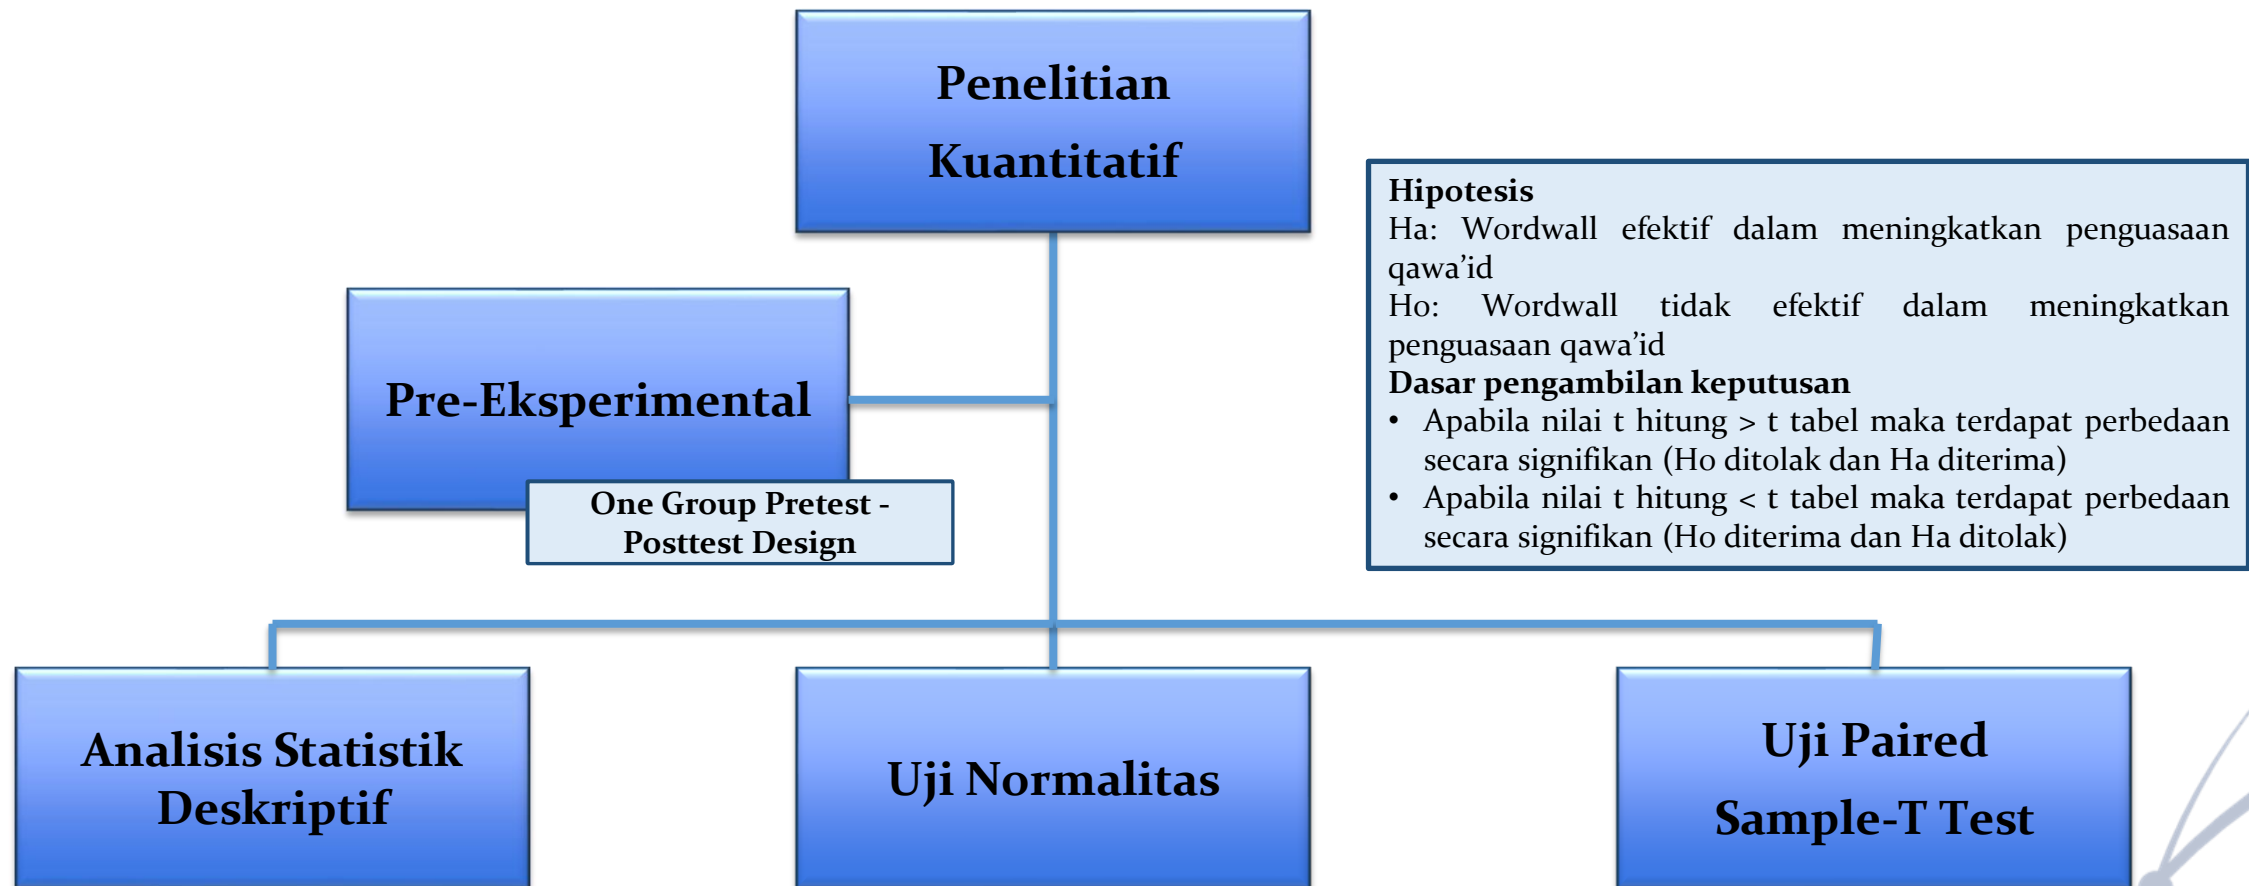 Penelitian
Kuantitatif
Pre-Eksperimental
One Group Pretest -
Posttest Design
Hipotesis
Ha: Wordwall efektif dalam meningkatkan penguasaan
qawa’id
Ho: Wordwall tidak efektif dalam meningkatkan
penguasaan qawa’id
Dasar pengambilan keputusan
• Apabila nilai t hitung > t tabel maka terdapat perbedaan
secara signifikan (Ho ditolak dan Ha diterima)
• Apabila nilai t hitung < t tabel maka terdapat perbedaan
secara signifikan (Ho diterima dan Ha ditolak)
Analisis Statistik
Deskriptif
Uji Normalitas
Uji Paired
Sample-T Test